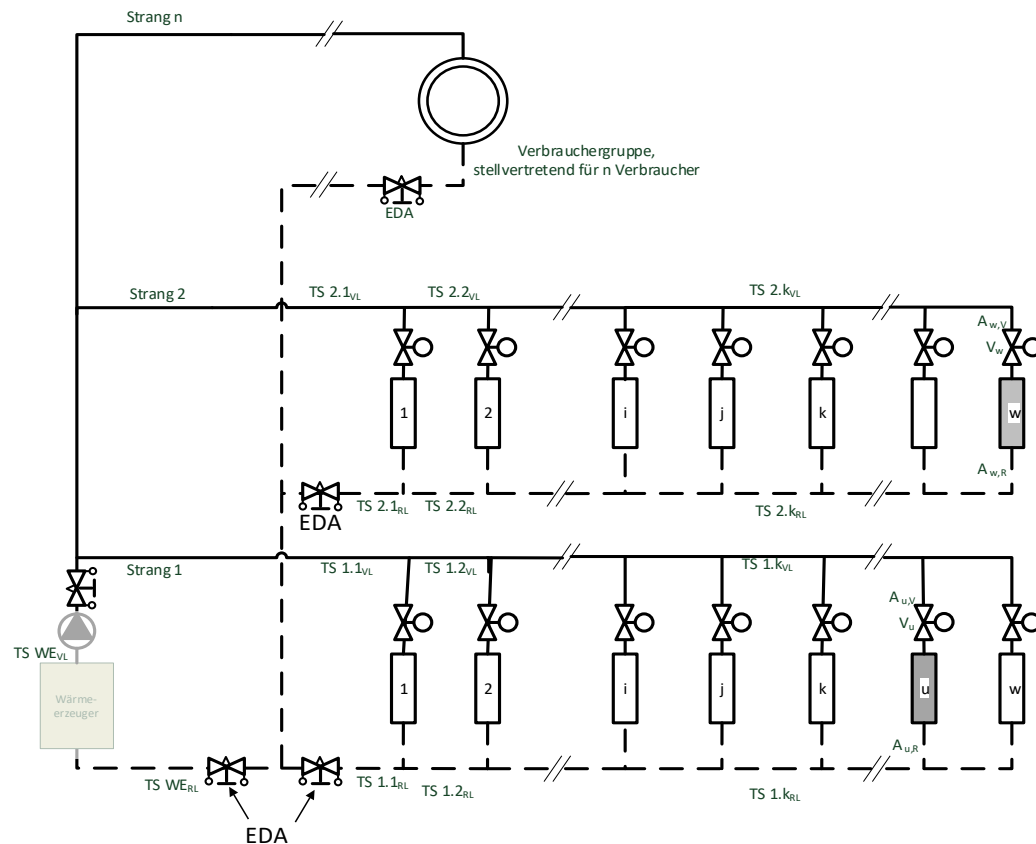 Strang n
Verbrauchergruppe,
stellvertretend für n Verbraucher
EDA
Strang 2
TS 2.1VL
TS 2.2VL
TS 2.kVL
Aw,V
Vw
1
2
i
j
k
w
Aw,R
EDA
TS 2.1RL
TS 2.2RL
TS 2.kRL
Strang 1
TS 1.1VL
TS 1.2VL
TS 1.kVL
Au,V
Vu
TS WEVL
Wärme-
erzeuger
1
2
i
j
k
u
w
Au,R
TS WERL
TS 1.1RL
TS 1.2RL
TS 1.kRL
EDA